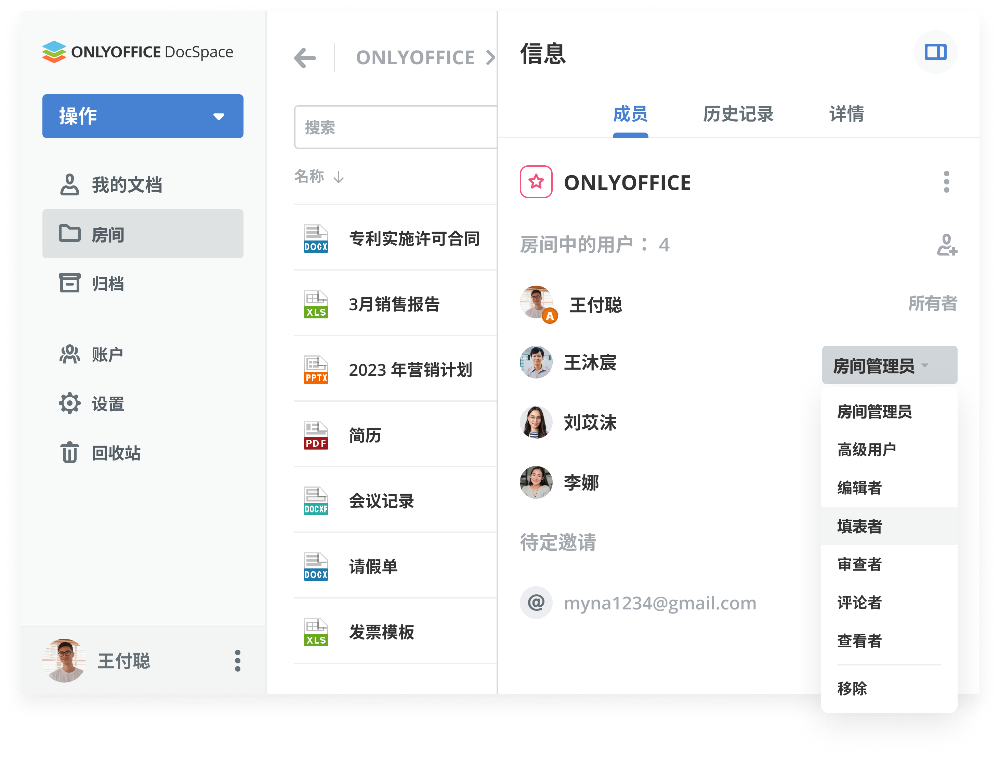 ONLYOFFICE DocSpace
操作
我的文档
房间
归档
账户
设置
回收站
王付聪
ONLYOFFICE
搜索
名称
DOCX
专利实施许可合同
XLS
3月销售报告
PPTX
2023 年营销计划
PDF
简历
DOCXF
会议记录
DOCX
请假单
XLS
发票模板
信息
成员 历史记录 详情
ONLYOFFICE
房间中的用户： 4
A
王付聪 所有者
王沐宸 房间管理员
刘苡沫
李娜
房间管理员
高级用户
编辑者
填表者
审查者
评论者
查看者
移除
待定邀请
@ myna1234@gmail.com